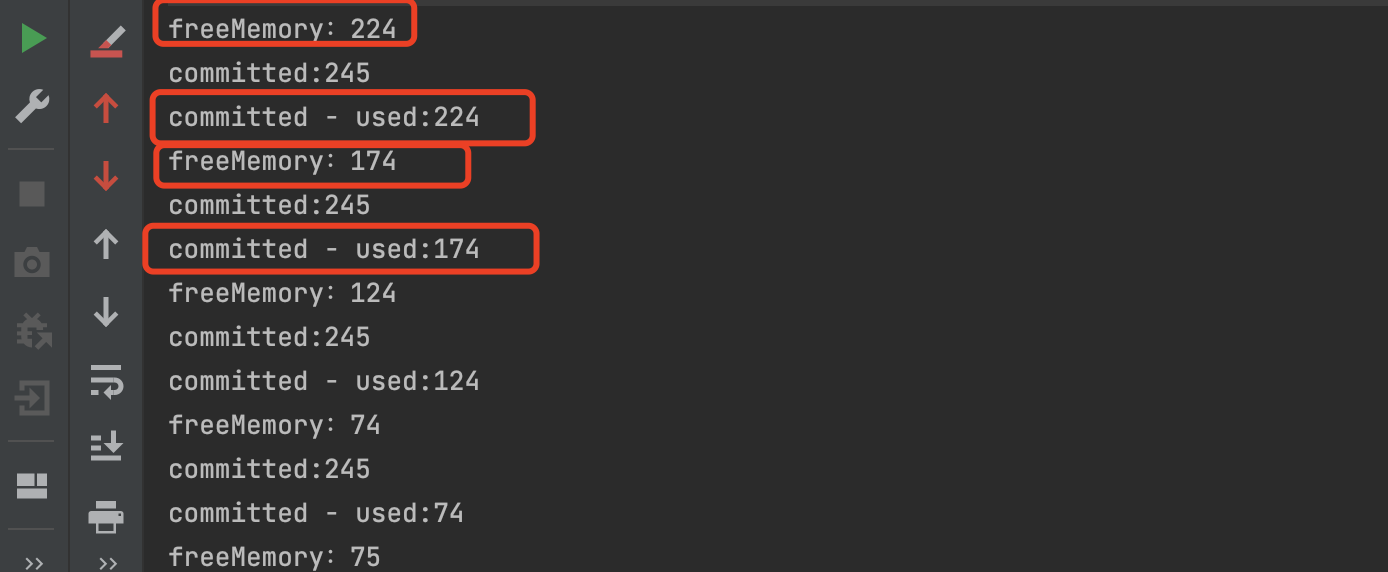 freeMemory: 224
committed:245
committed - used:224
freeMemory: 174
committed:245
committed - used:174
freeMemory: 124
committed:245
committed - used:124
freeMemory: 74
committed:245
committed - used:74
freeMemory: 75